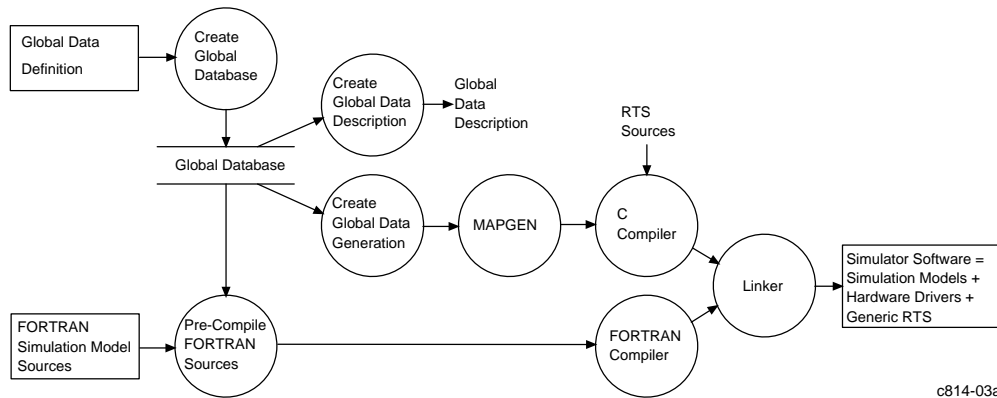 Global Data
Definition
Create
Global
Database
Create
Global Data
Description
Global
Data
Description
RTS
Sources
Global Database
Create
Global Data
Generation
MAPGEN
C
Compiler
Linker
Simulator Software =
Simulation Models +
Hardware Drivers +
Generic RTS
FORTRAN
Simulation Model
Sources
Pre-Compile
FORTRAN
Sources
FORTRAN
Compiler
c814-03a